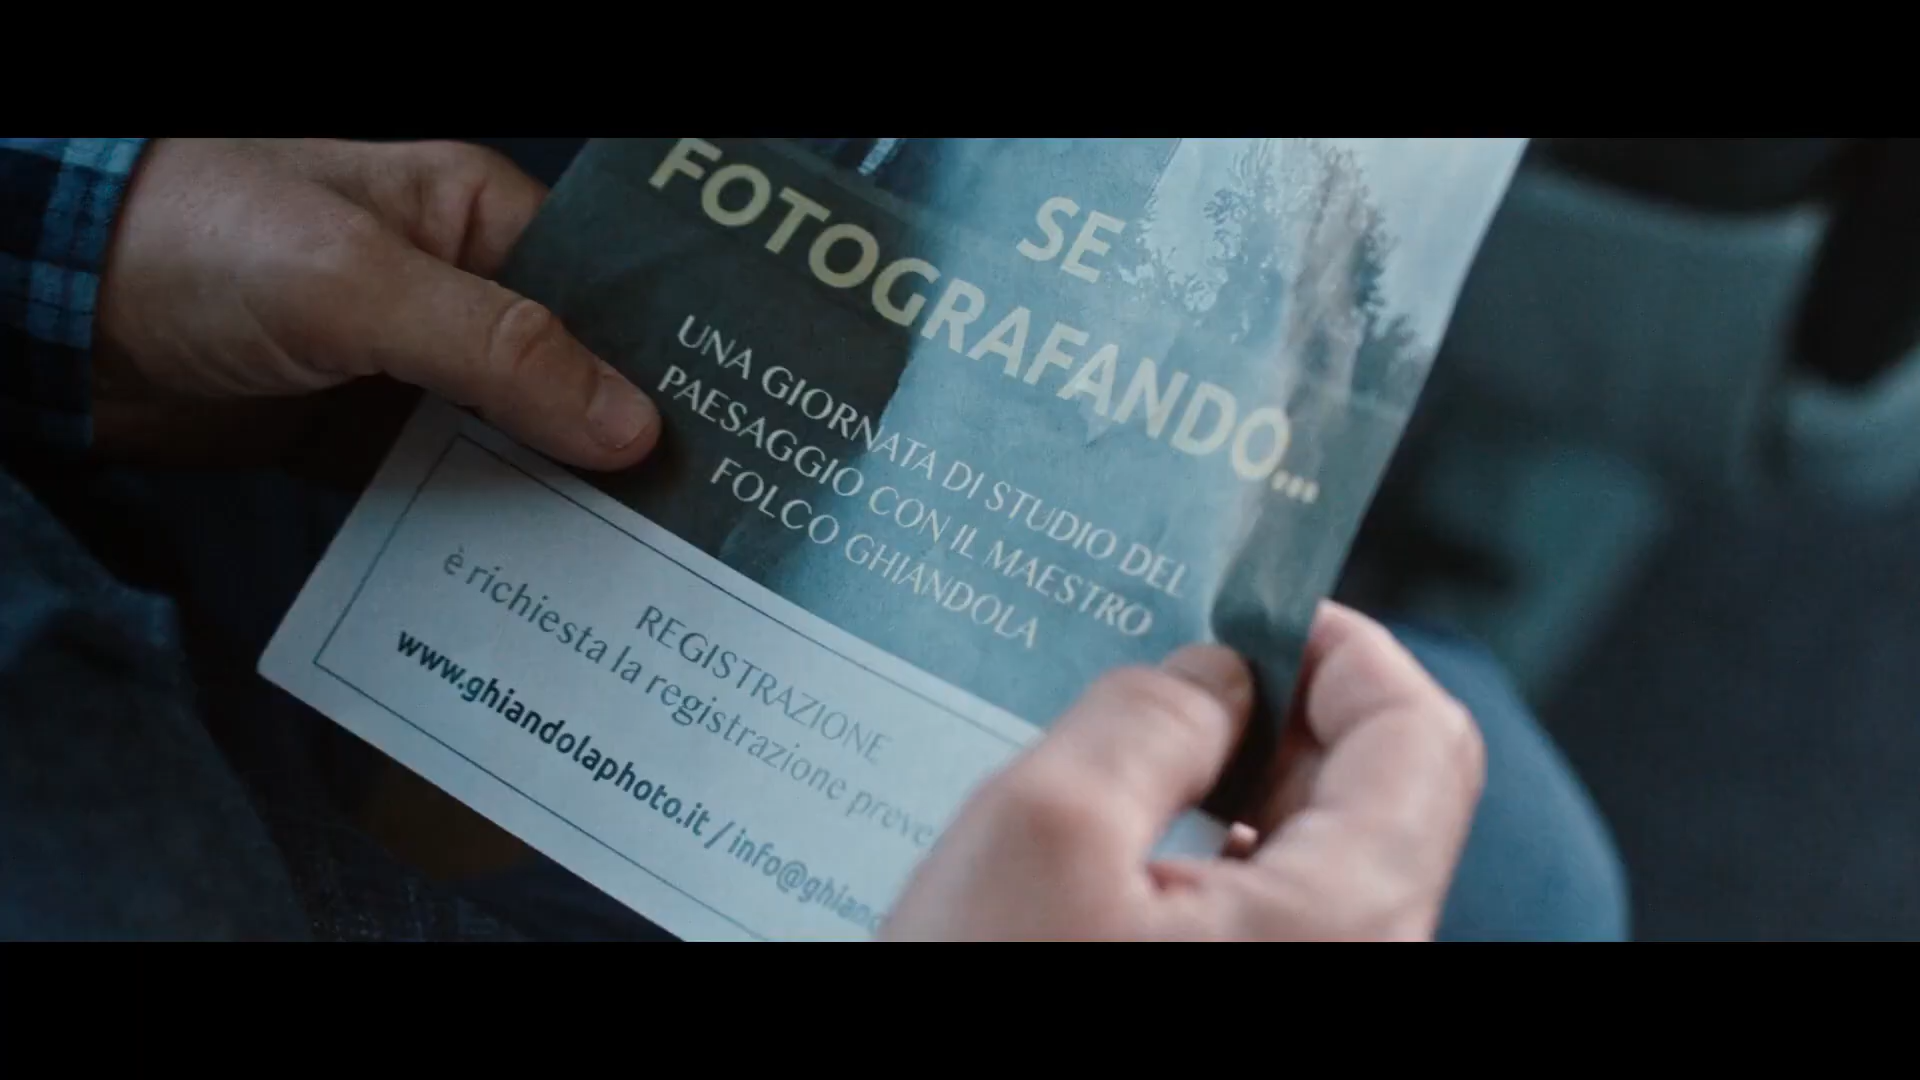 SE
FOTOGRAFANDO...
UNA GIORNATA DI STUDIO DEL
PAESAGGIO CON IL MAESTRO
FOLCO GHIANDOLA
REGISTRAZIONE
è richiesta la registrazione preve
www.ghiandolaphoto.it / info@ghiand